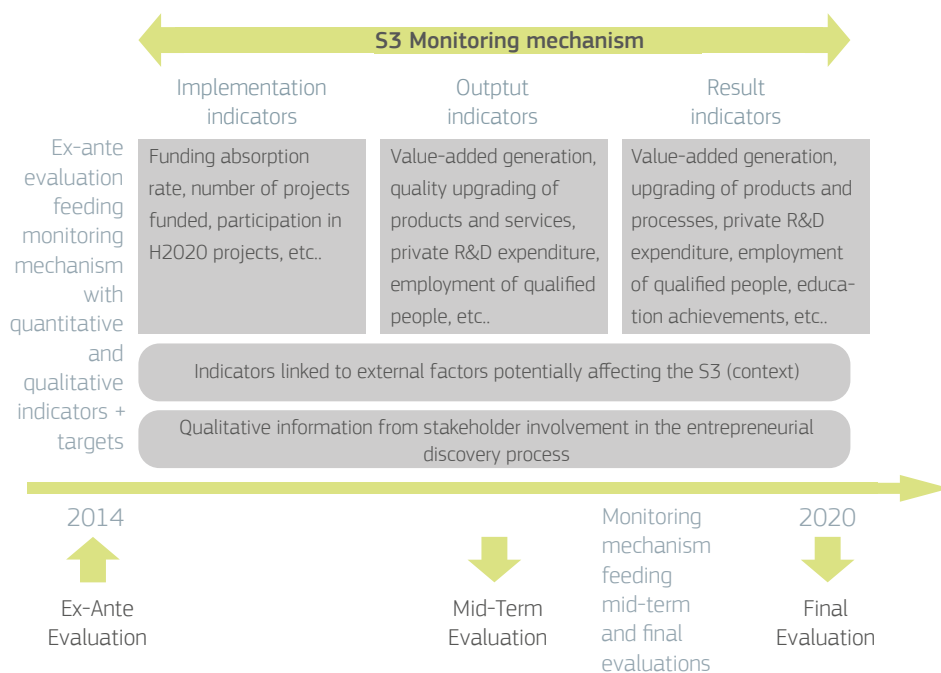 S3 Monitoring mechanism
Implementation
indicators
Outptut
indicators
Result
indicators
Ex-ante
evaluation
feeding
monitoring
mechanism
with
quantitative
and
qualitative
indicators +
targets
Funding absorption
rate, number of projects
funded, participation in
H2020 projects, etc..
Value-added generation,
quality upgrading of
products and services,
private R&D expenditure,
employment of qualified
people, etc..
Value-added generation,
upgrading of products and
processes, private R&D
expenditure, employment
of qualified people, educa-
tion achievements, etc..
Indicators linked to external factors potentially affecting the S3 (context)
Qualitative information from stakeholder involvement in the entrepreneurial
discovery process
2014
Ex-Ante
Evaluation
Mid-Term
Evaluation
Monitoring
mechanism
feeding
mid-term
and final
evaluations
2020
Final
Evaluation